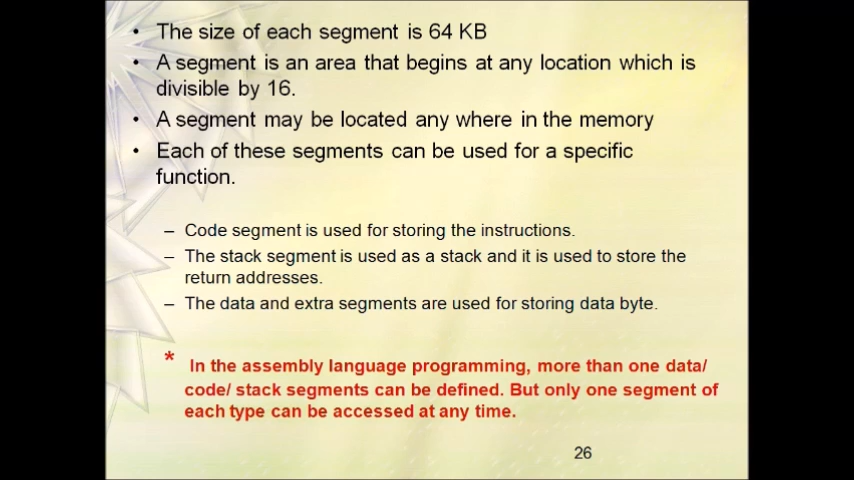 • The size of each segment is 64 KB
• A segment is an area that begins at any location which is
divisible by 16.
• A segment may be located any where in the memory
• Each of these segments can be used for a specific
function.
– Code segment is used for storing the instructions.
– The stack segment is used as a stack and it is used to store the
return addresses.
– The data and extra segments are used for storing data byte.
* In the assembly language programming, more than one data/
code/ stack segments can be defined. But only one segment of
each type can be accessed at any time.
26